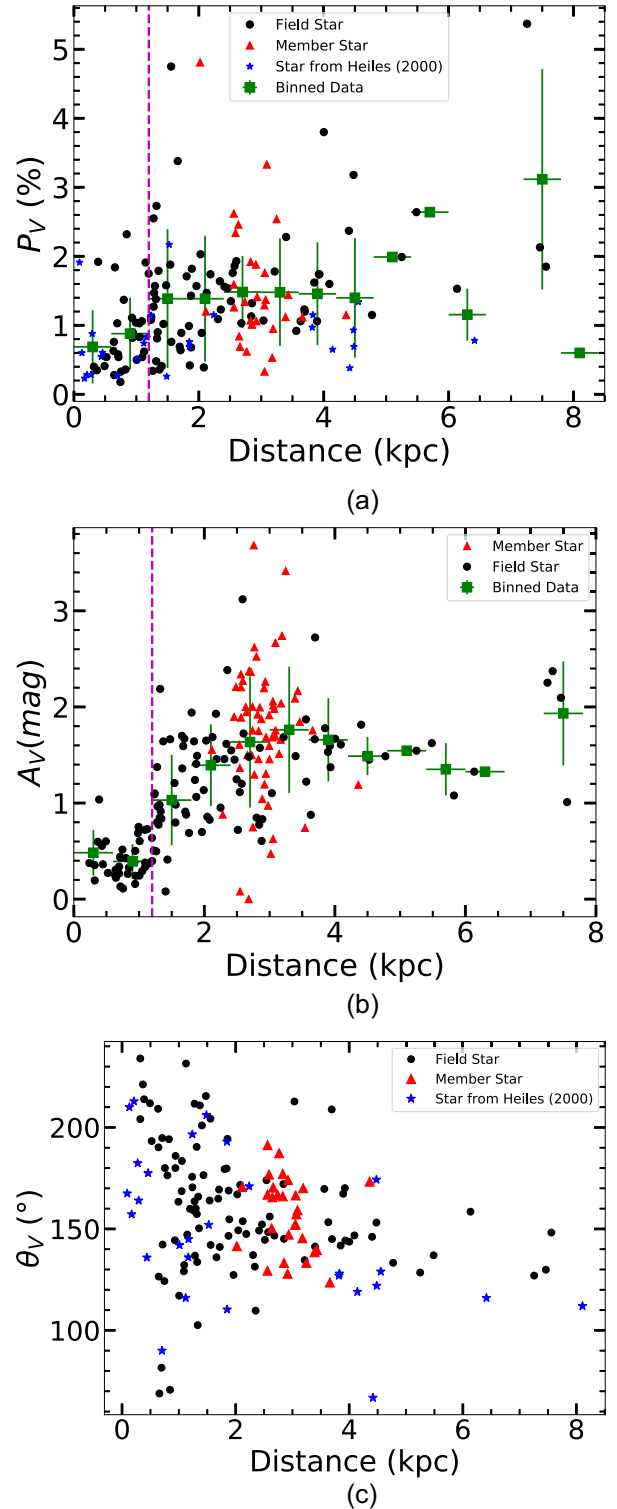 Field Star
Member Star
Star from Heiles (2000)
Binned Data
P_V (%)
5
4
3
2
1
0
0 2 4 6 8
Distance (kpc)
(a)
Member Star
Field Star
Binned Data
A_V(mag)
3
2
1
0
0 2 4 6 8
Distance (kpc)
(b)
Field Star
Member Star
Star from Heiles (2000)
θ_V (°)
200
150
100
0 2 4 6 8
Distance (kpc)
(c)